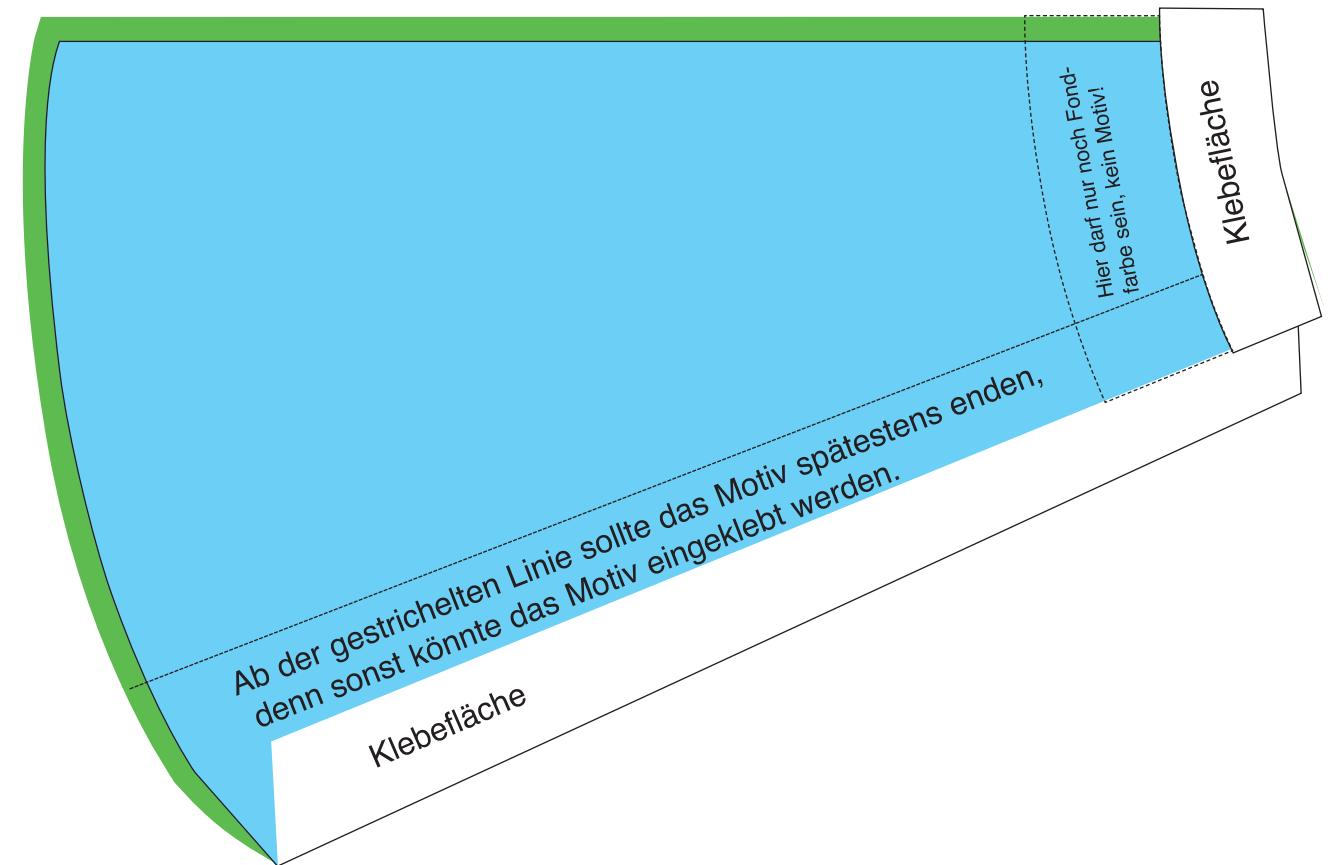 Klebefläche
Hier darf nur noch Fond-
farbe sein, kein Motiv!
Ab der gestrichelten Linie sollte das Motiv spätestens enden,
denn sonst könnte das Motiv eingeklebt werden.
Klebefläche